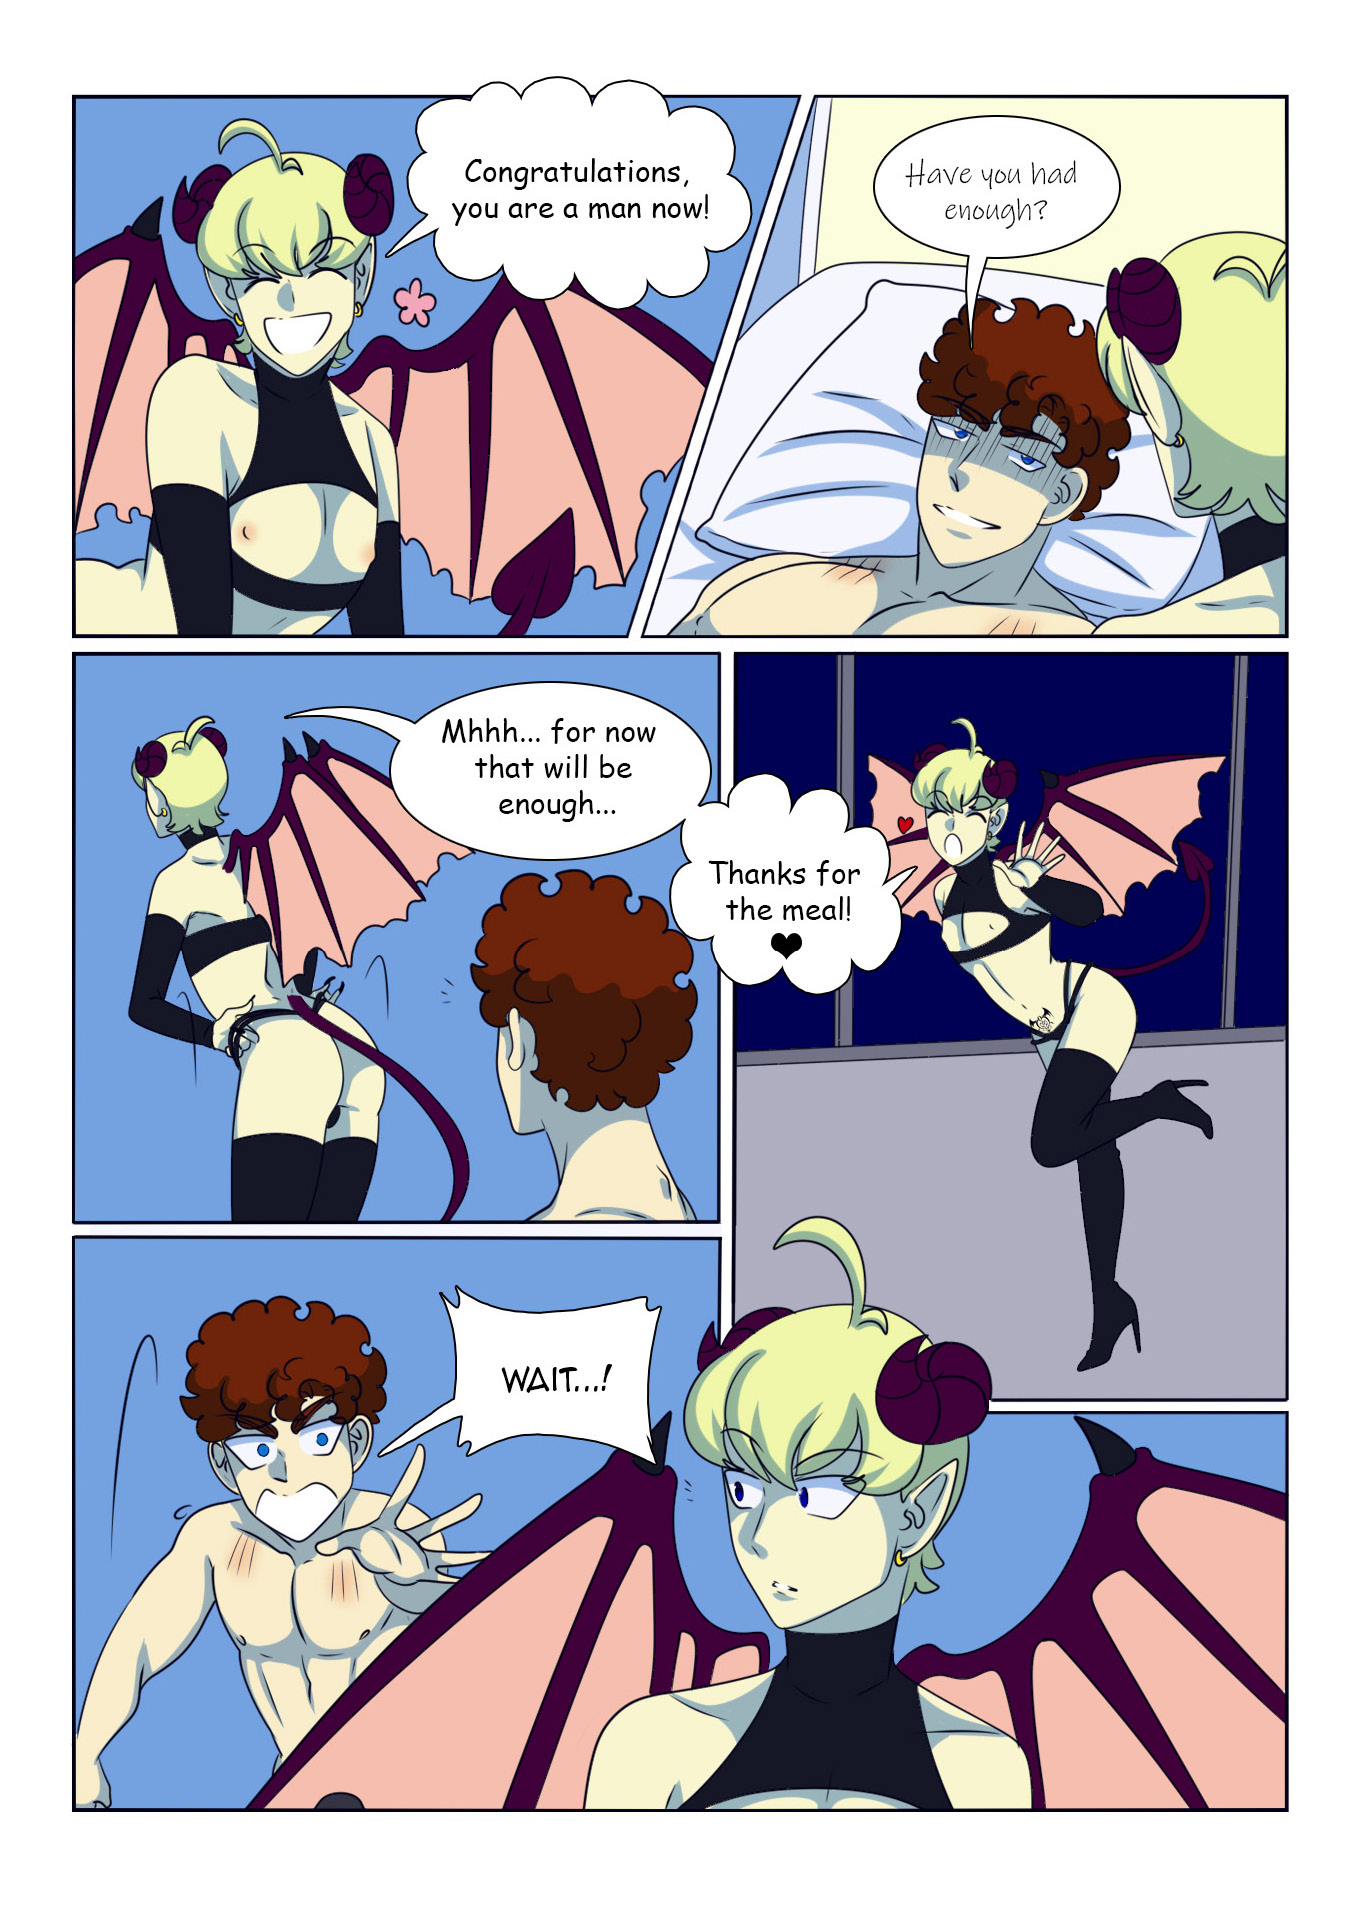 Congratulations,
you are a man now!
Have you had
enough?
Mhhh... for now
that will be
enough...
Thanks for
the meal!
❤
WAIT...!